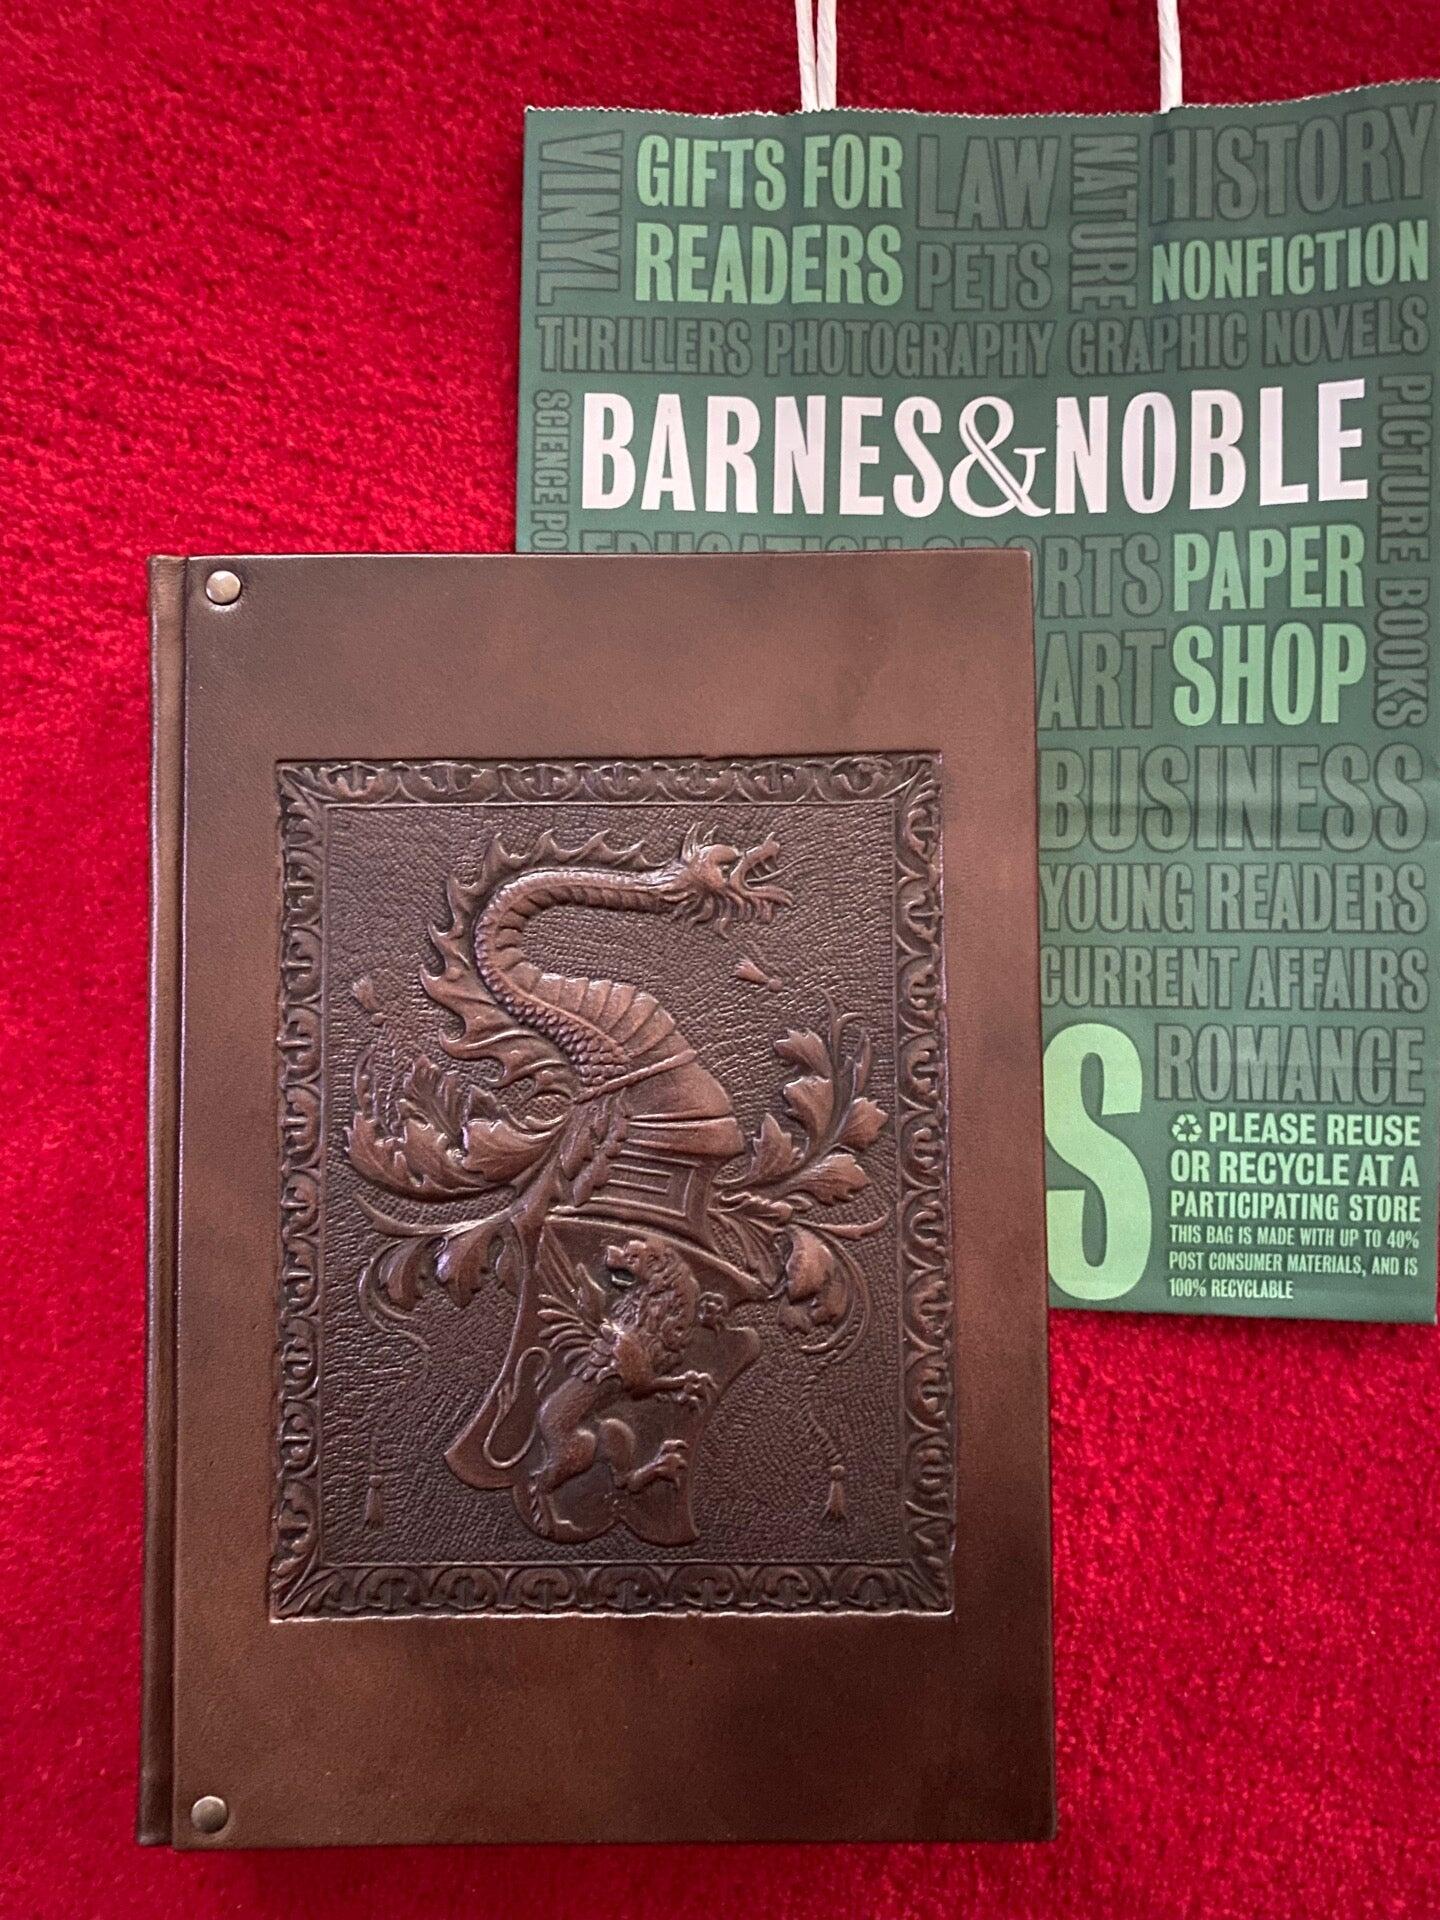 VINYL
GIFTS FOR
READERS
LAW
PETS
NATURE
HISTORY
NONFICTION
THRILLERS PHOTOGRAPHY GRAPHIC NOVELS
SCIENCE
PICTURE BOOKS
BARNES&NOBLE
EDUCATION
PAPER
SHOP
ART
BUSINESS
YOUNG READERS
CURRENT AFFAIRS
S
ROMANCE
PLEASE REUSE
OR RECYCLE AT A
PARTICIPATING STORE
THIS BAG IS MADE WITH UP TO 40%
POST CONSUMER MATERIALS, AND IS
100% RECYCLABLE